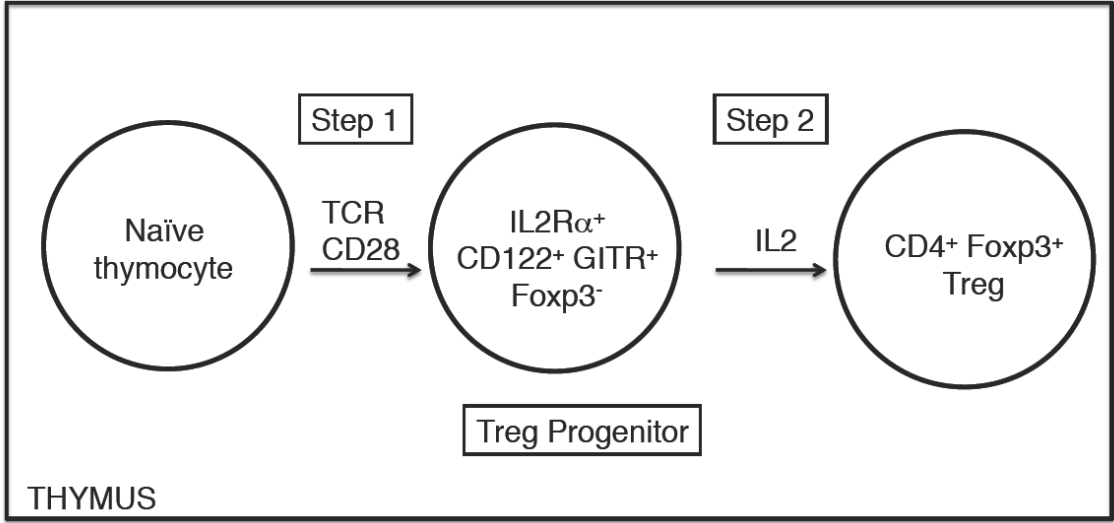 Step 1
Step 2
Naïve
thymocyte
TCR
CD28
IL2Rα⁺
CD122⁺ GITR⁺
Foxp3⁻
IL2
CD4⁺ Foxp3⁺
Treg
Treg Progenitor
THYMUS